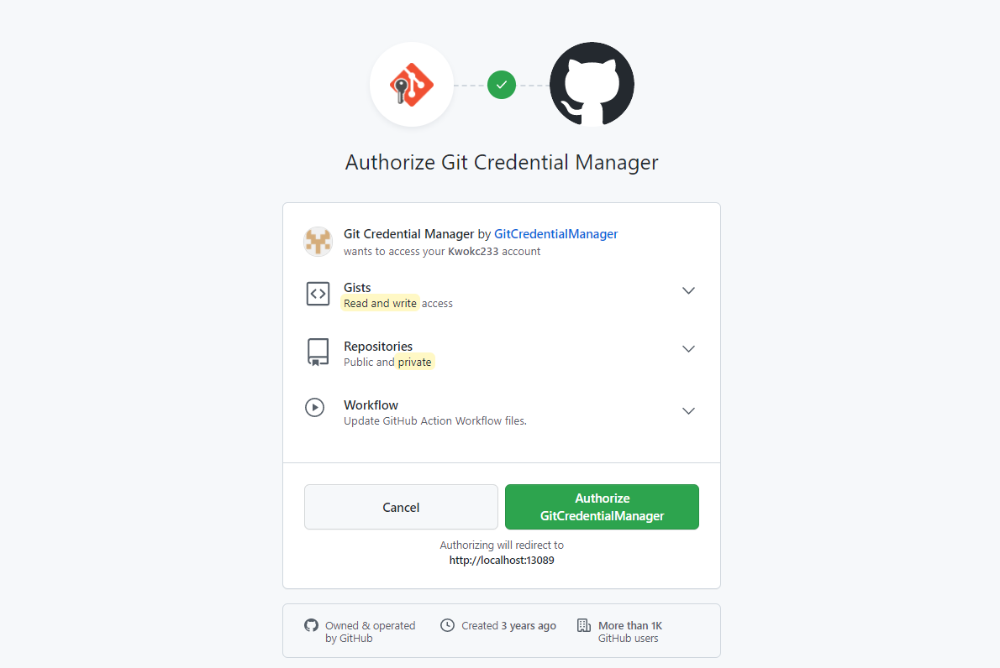 Authorize Git Credential Manager
Git Credential Manager by GitCredentialManager
wants to access your Kwokc233 account
Gists
Read and write access
Repositories
Public and private
Workflow
Update GitHub Action Workflow files.
Cancel
Authorize
GitCredentialManager
Authorizing will redirect to
http://localhost:13089
Owned & operated
by GitHub
Created 3 years ago
More than 1K
GitHub users